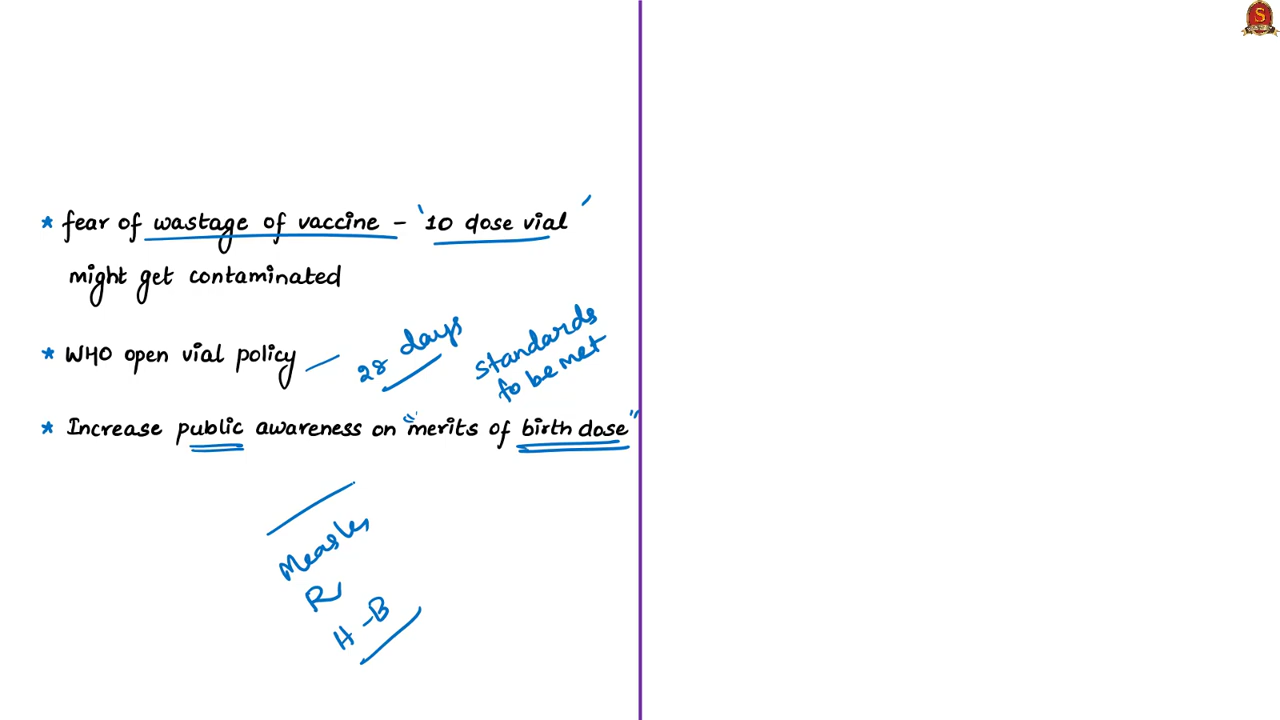 * fear of wastage of vaccine - '10 dose vial'
might get contaminated
* WHO open vial policy - 28 days standards
to be met
* Increase public awareness on "merits of birth dose"
Measles
R
H-B
S